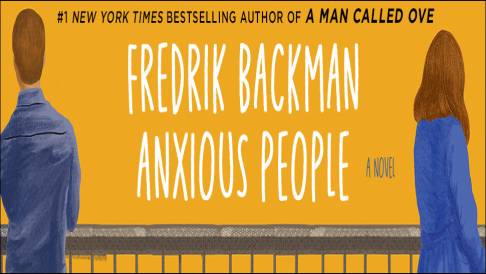 #1 NEW YORK TIMES BESTSELLING AUTHOR OF A MAN CALLED OVE
FREDRIK BACKMAN
ANXIOUS PEOPLE
A NOVEL